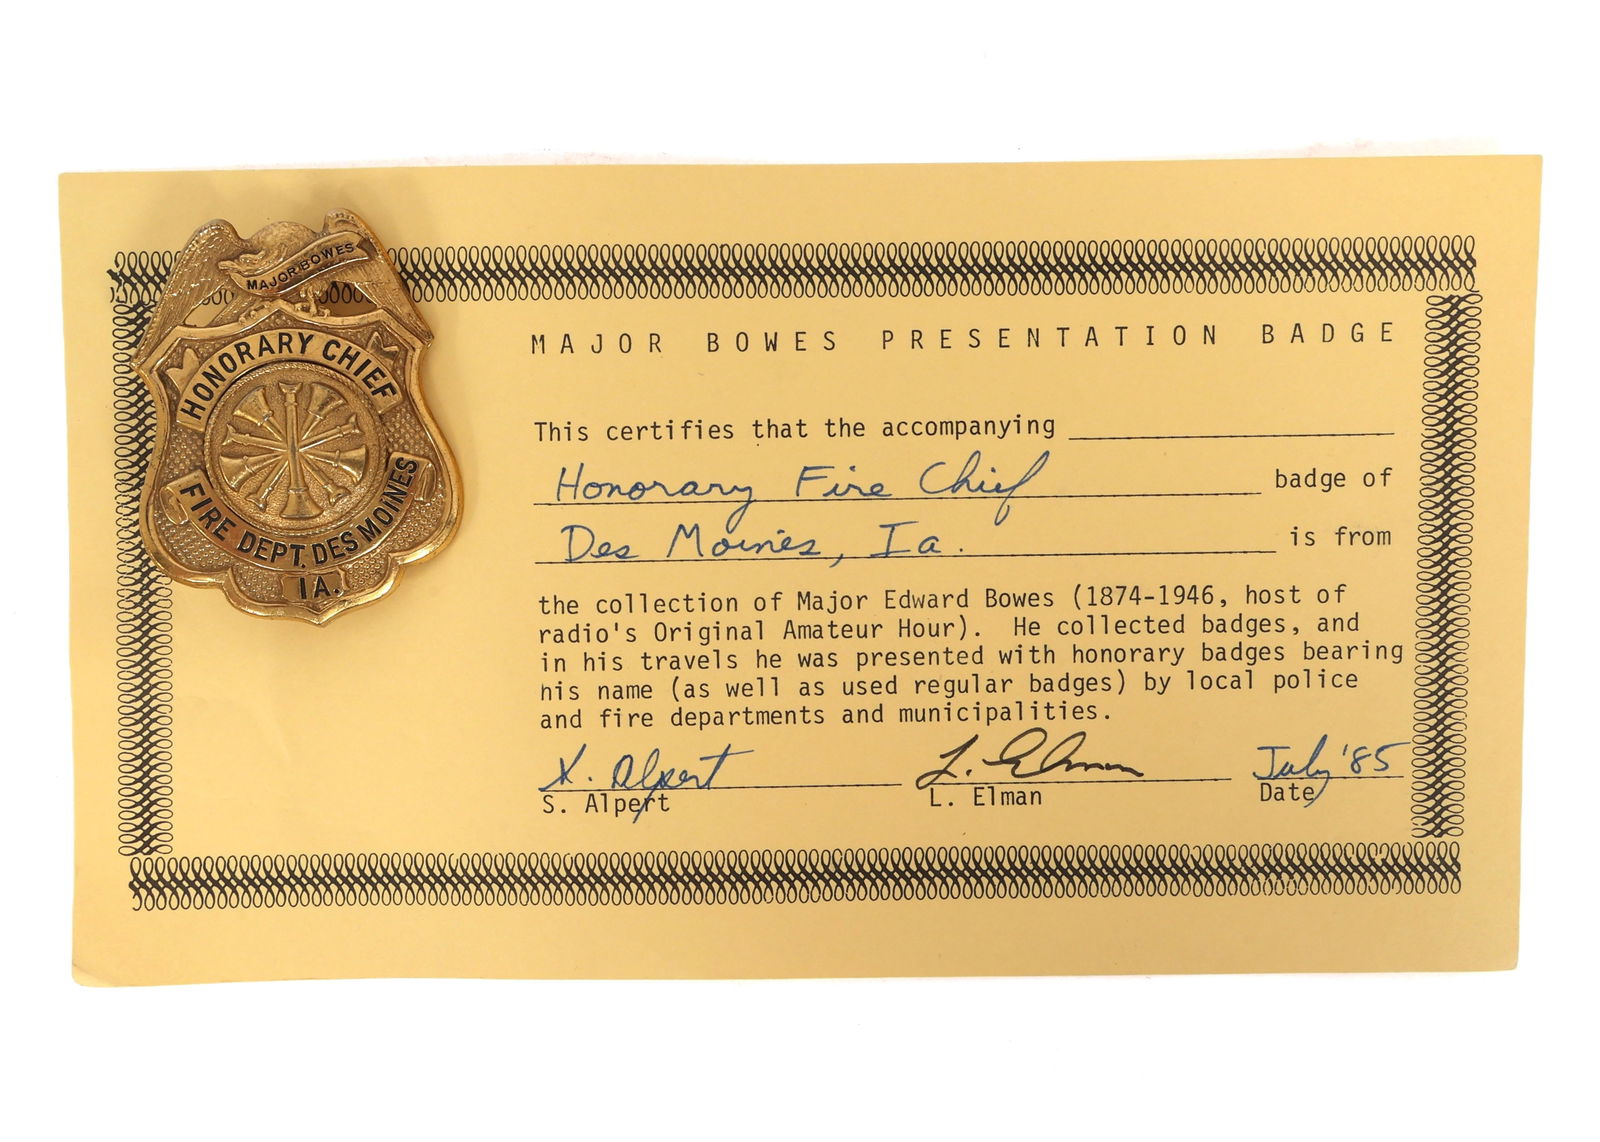 MAJOR BOWES
HONORARY CHIEF
FIRE DEPT. DES MOINES
IA.
MAJOR BOWES PRESENTATION BADGE
This certifies that the accompanying
Honorary Fire Chief badge of
Des Moines, Ia. is from
the collection of Major Edward Bowes (1874-1946, host of
radio's Original Amateur Hour). He collected badges, and
in his travels he was presented with honorary badges bearing
his name (as well as used regular badges) by local police
and fire departments and municipalities.
S. Alpert L. Elman July '85
S. Alpert L. Elman Date